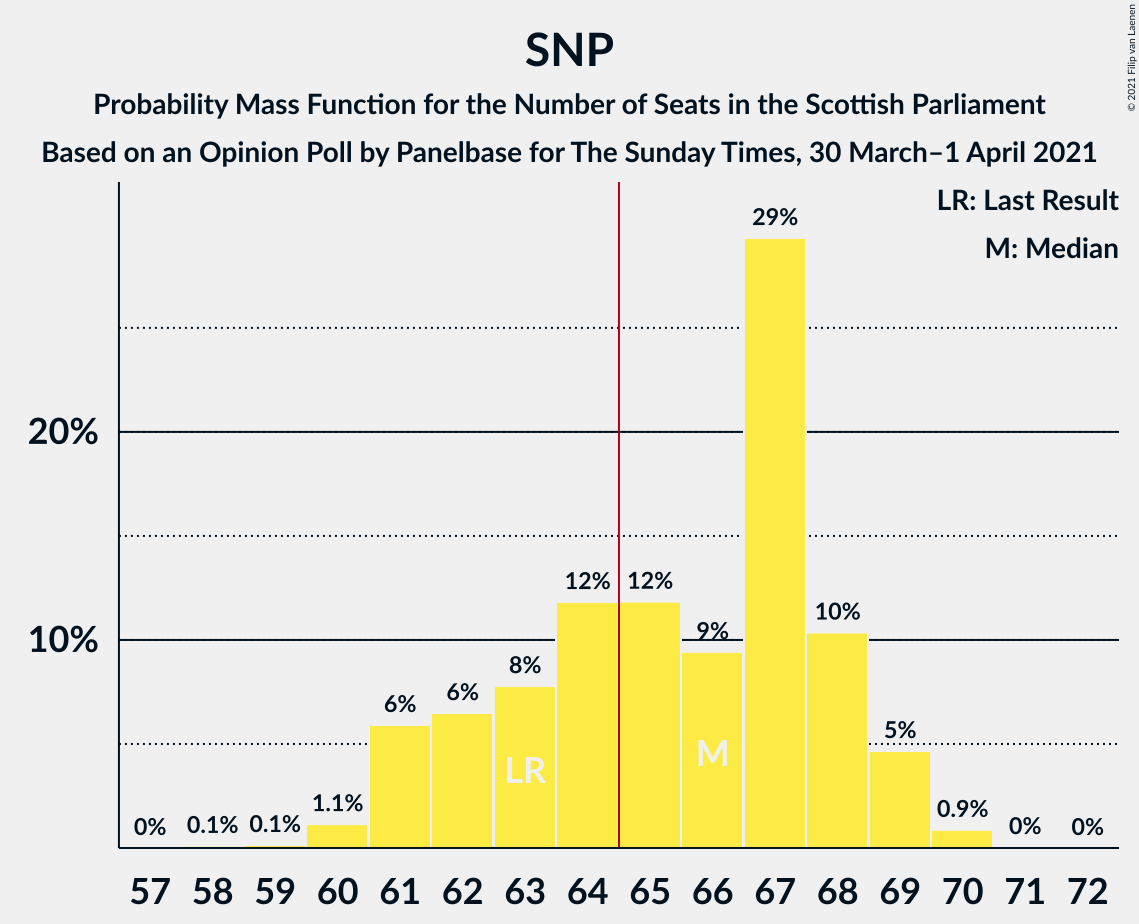 SNP
Probability Mass Function for the Number of Seats in the Scottish Parliament
Based on an Opinion Poll by Panelbase for The Sunday Times, 30 March–1 April 2021
© 2021 Filip van Laenen
LR: Last Result
M: Median
20%
10%
0% 0.1% 0.1% 1.1% 6% 6% 8% 12% 12% 9% 29% 10% 5% 0.9% 0% 0%
LR M
57 58 59 60 61 62 63 64 65 66 67 68 69 70 71 72